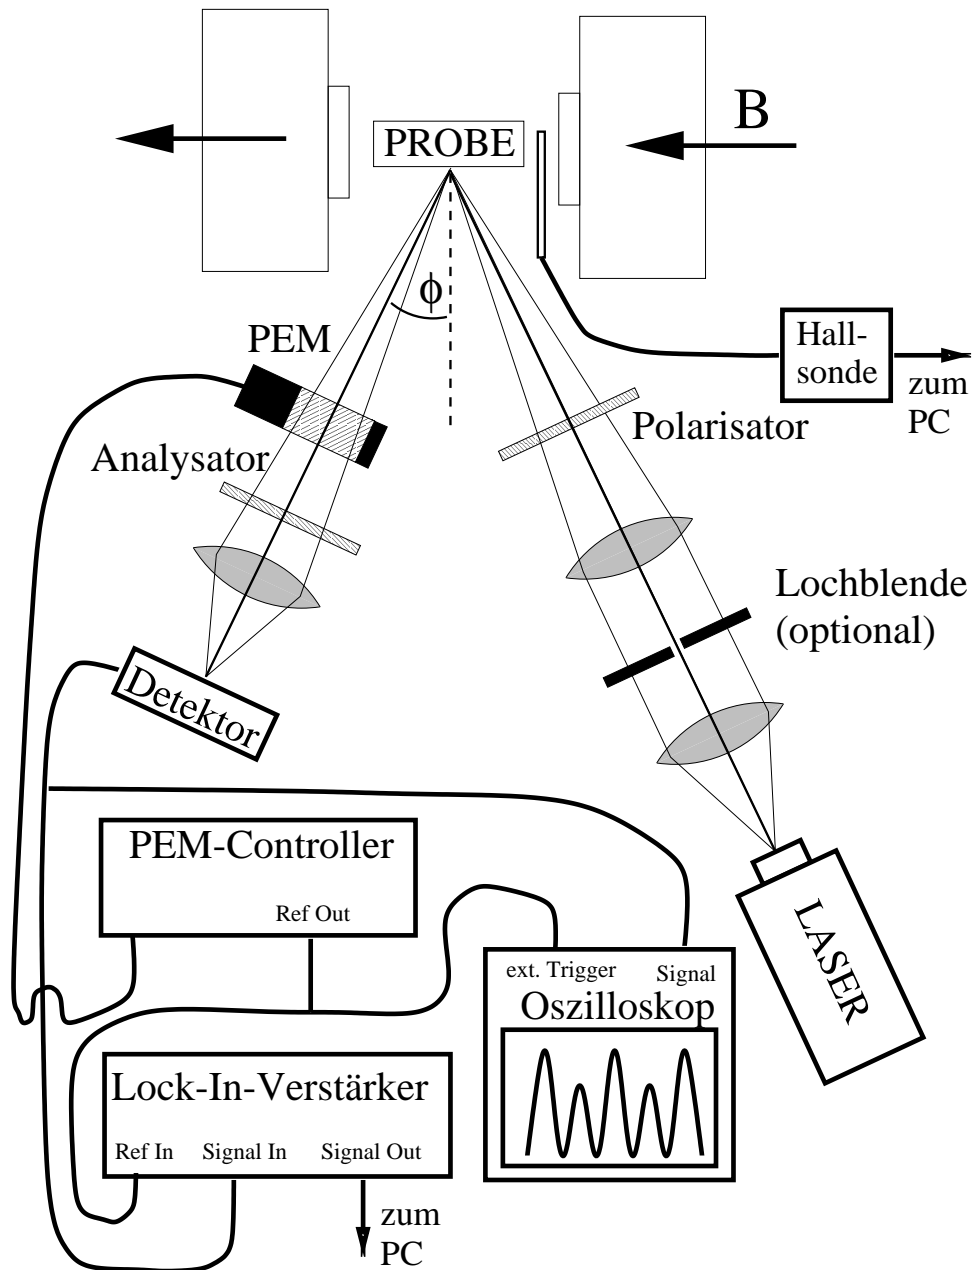 B
PROBE
ϕ
PEM
Hall-
sonde
zum
PC
Analysator
Polarisator
Lochblende
(optional)
Detektor
PEM-Controller
Ref Out
LASER
ext. Trigger
Signal
Oszilloskop
Lock-In-Verstärker
Ref In
Signal In
Signal Out
zum
PC